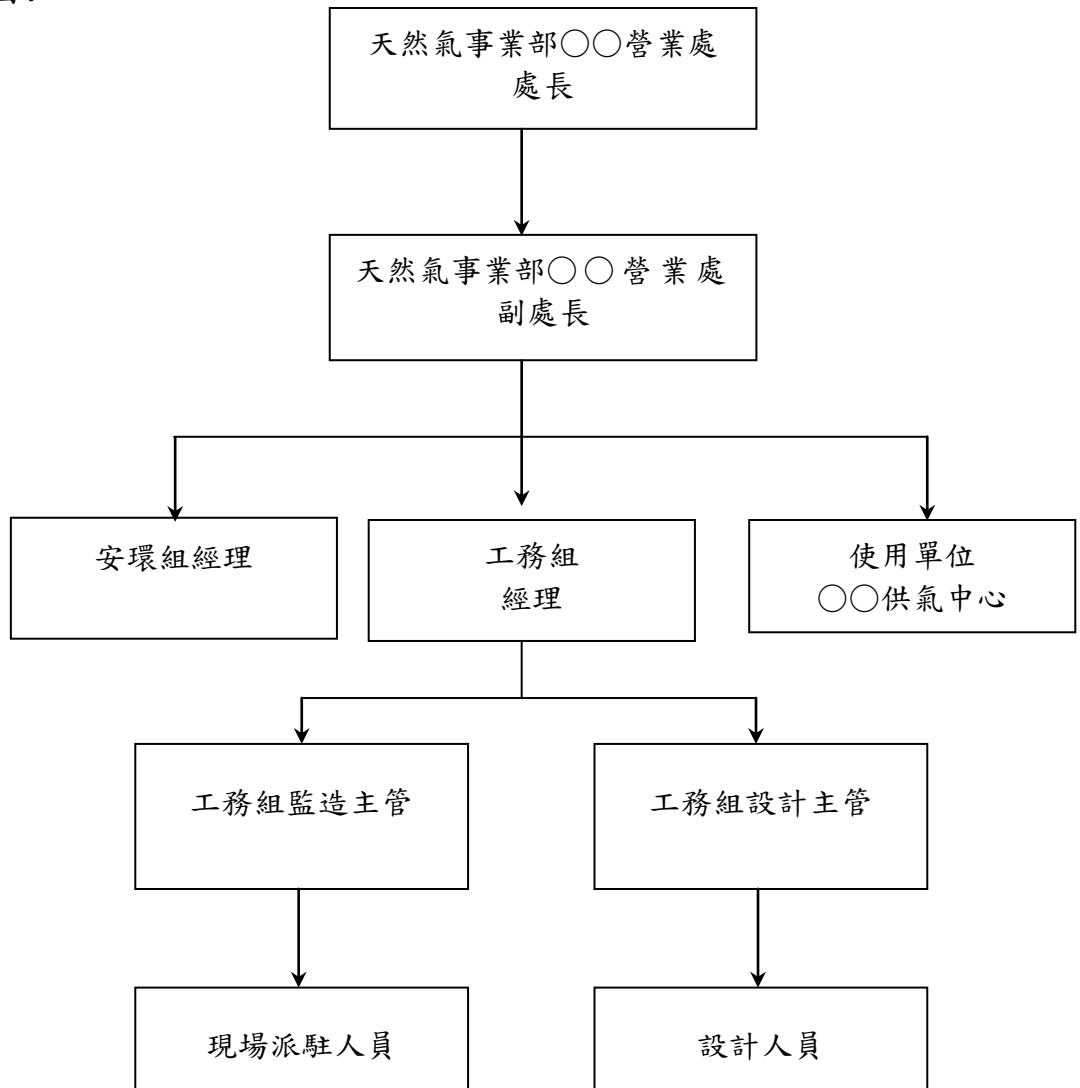 天然氣事業部○○營業處
處長
天然氣事業部○○營業處
副處長
安環組經理
工務組
經理
使用單位
○○供氣中心
工務組監造主管
工務組設計主管
現場派駐人員
設計人員